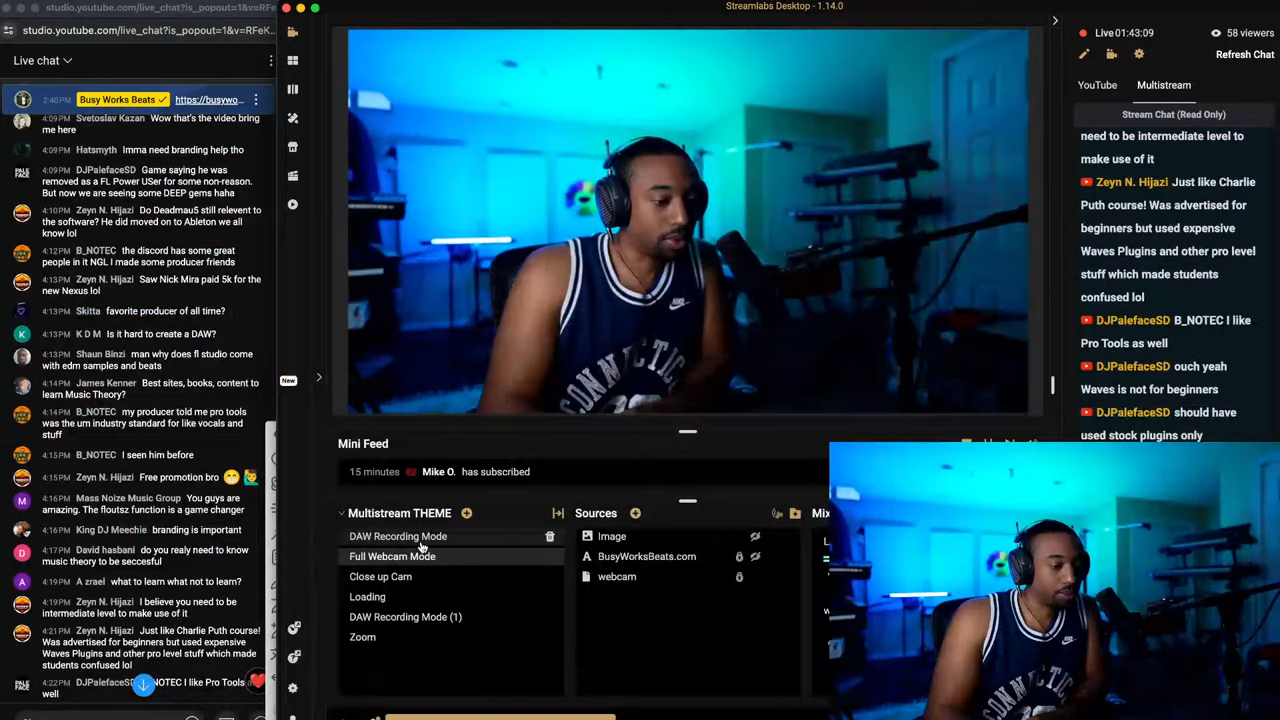 studio.youtube.com/live_chat?is_popout=1&v=RFe
studio.youtube.com/live_chat?is_popout=1&v=RFeK...
Live chat
2:40PM Busy Works Beats https://busywo...
4:09PM Svetoslav Kazan Wow that's the video bring
me here
4:09PM Hatsmyth Imma need branding help tho
4:09PM DJPalefaceSD Game saying he was
removed as a FL Power USer for some non-reason.
But now we are seeing some DEEP gems haha
4:10PM Zeyn N. Hijazi Do Deadmau5 still relevent to
the software? He did moved on to Ableton we all
know lol
4:12PM B_NOTEC the discord has some great
people in it NGL I made some producer friends
4:13PM Zeyn N. Hijazi Saw Nick Mira paid 5k for the
new Nexus lol
4:13PM Skitta favorite producer of all time?
4:13PM K D M Is it hard to create a DAW?
4:13PM Shaun Binzi man why does fl studio come
with edm samples and beats
4:14PM James Kenner Best sites, books, content to
learn Music Theory?
4:14PM B_NOTEC my producer told me pro tools
was the um industry standard for like vocals and
stuff
4:15PM B_NOTEC I seen him before
4:15PM Zeyn N. Hijazi Free promotion bro
4:16PM Mass Noize Music Group You guys are
amazing. The floutsz function is a game changer
4:16PM King DJ Meechie branding is important
4:17PM David hasbani do you realy need to know
music theory to be seccesful
4:19PM A zrael what to learn what not to learn?
4:19PM Zeyn N. Hijazi I believe you need to be
intermediate level to make use of it
4:21PM Zeyn N. Hijazi Just like Charlie Puth course!
Was advertised for beginners but used expensive
Waves Plugins and other pro level stuff which made
students confused lol
4:22PM DJPalefaceSD NOTEC I like Pro Tools as
well
PALE
FACE
K
M
D
A
PALE
FACE
Streamlabs Desktop - 1.14.0
New
CONNECTIC
Mini Feed
15 minutes Mike O. has subscribed
Multistream THEME
DAW Recording Mode
Full Webcam Mode
Close up Cam
Loading
DAW Recording Mode (1)
Zoom
Sources
Image
BusyWorksBeats.com
webcam
Mix
Live 01:43:09 58 viewers
Refresh Chat
YouTube Multistream
Stream Chat (Read Only)
need to be intermediate level to
make use of it
Zeyn N. Hijazi Just like Charlie
Puth course! Was advertised for
beginners but used expensive
Waves Plugins and other pro level
stuff which made students
confused lol
DJPalefaceSD B_NOTEC I like
Pro Tools as well
DJPalefaceSD ouch yeah
Waves is not for beginners
DJPalefaceSD should have
used stock plugins only